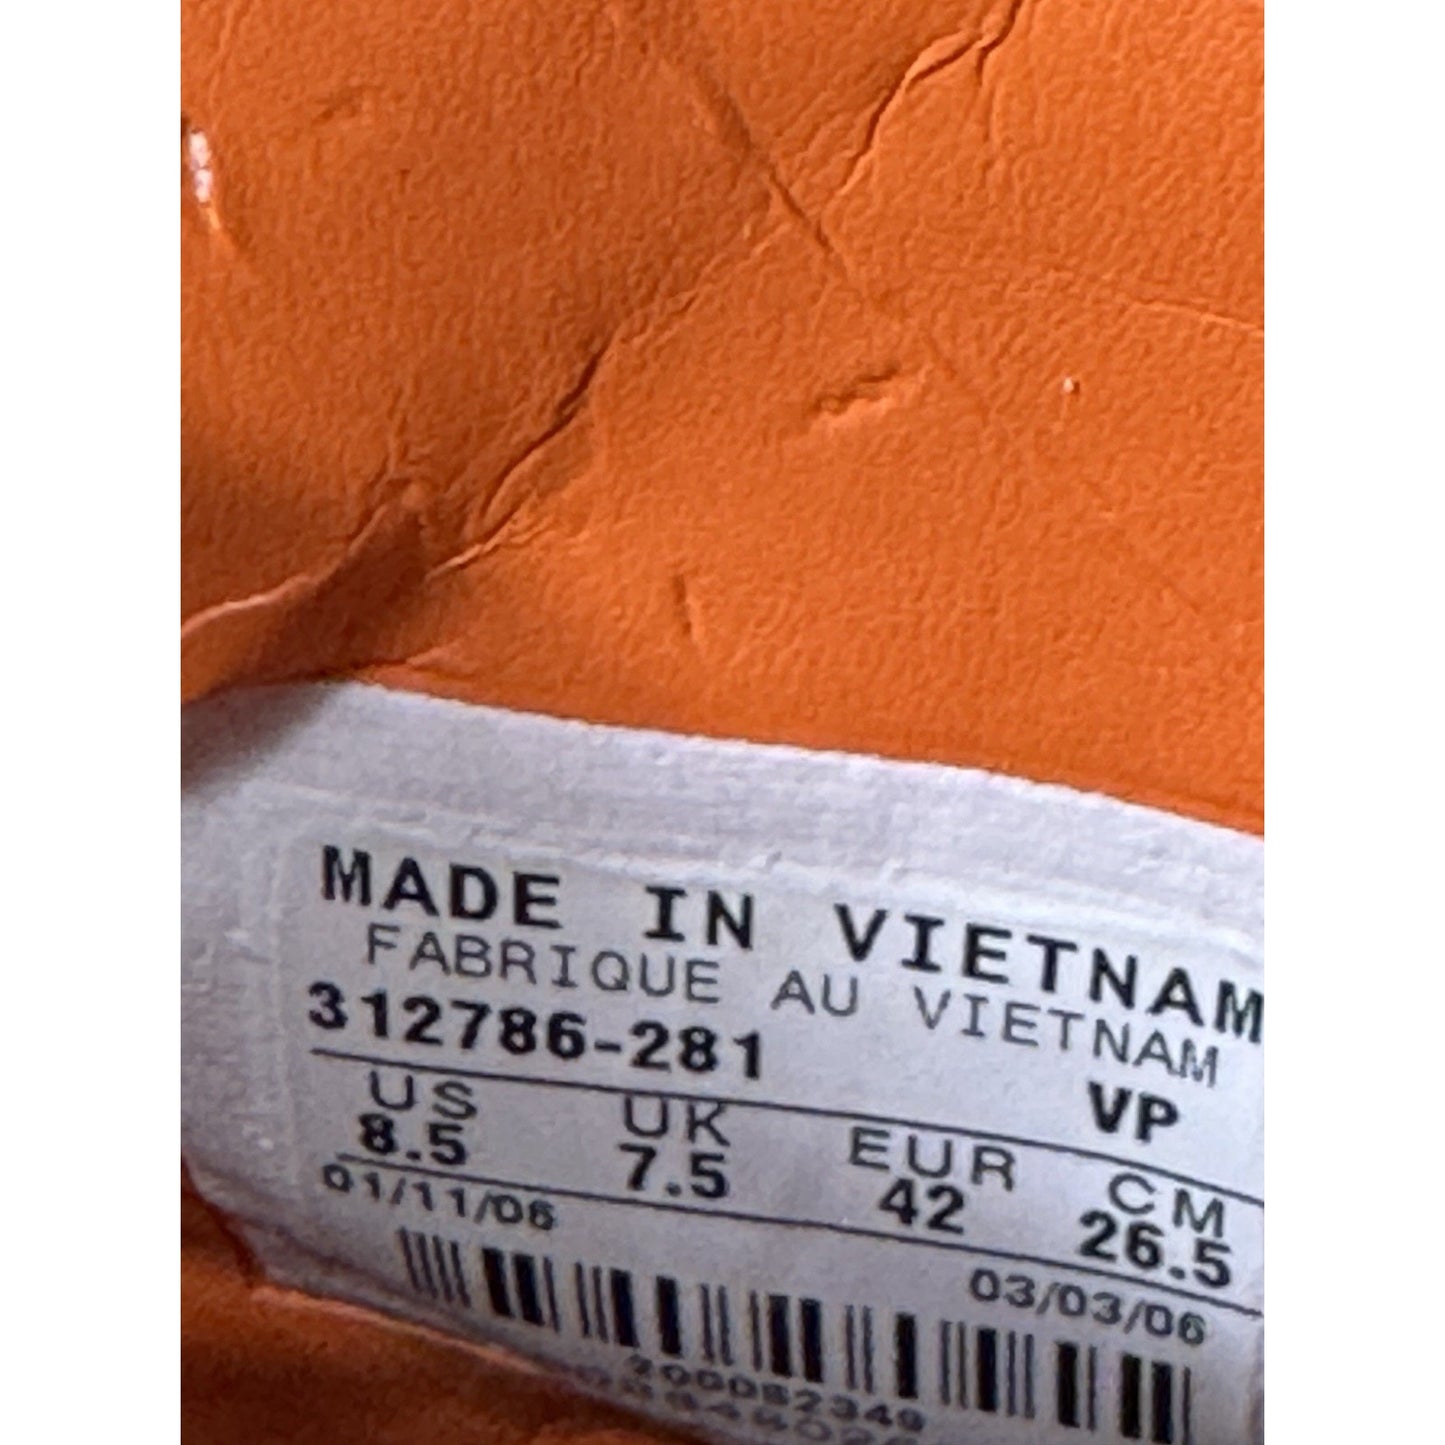 MADE IN VIETNAM
FABRIQUE AU VIETNAM
312786-281 VP
US UK EUR CM
8.5 7.5 42 26.5
01/11/06 03/03/06
200082349